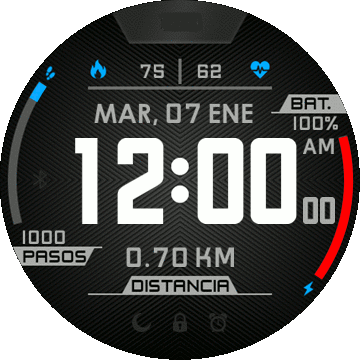 75 | 62
MAR, 07 ENE
BAT.
100%
AM
12:00
00
1000
PASOS
0.70 KM
DISTANCIA